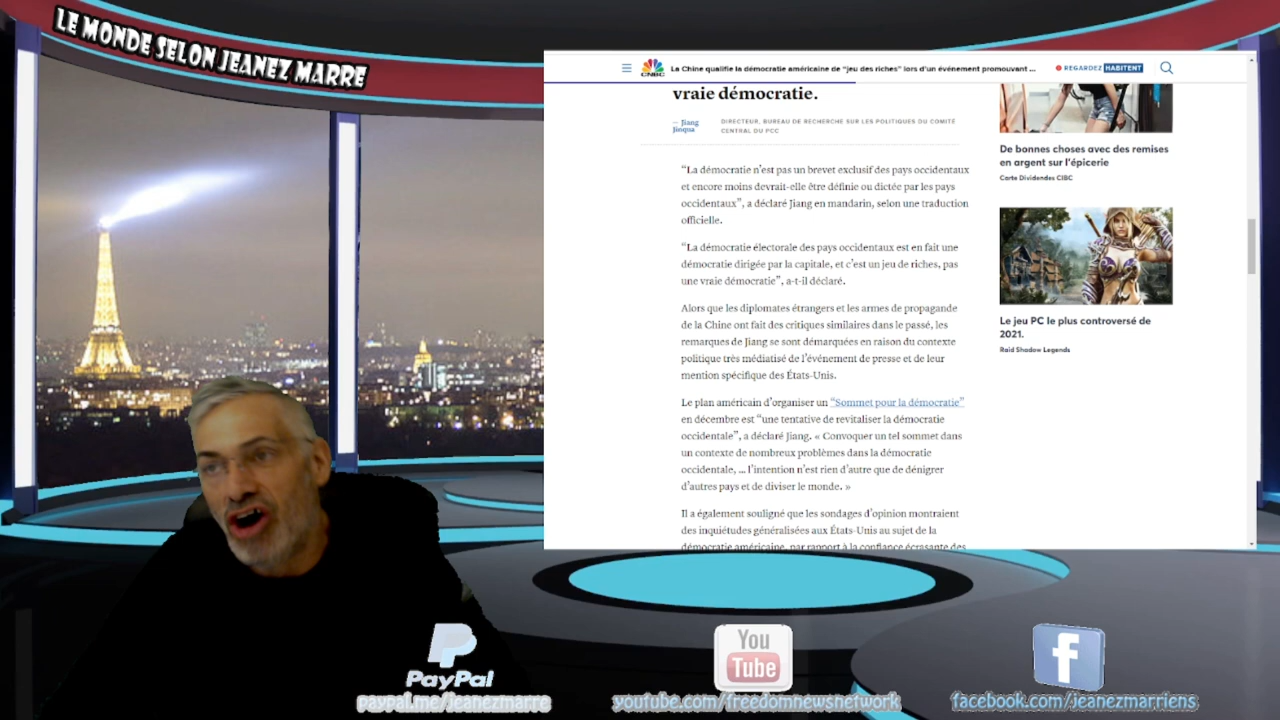 LE MONDE SELON JEANEZ MARRE
CNBC
La Chine qualifie la démocratie américaine de "jeu des riches" lors d'un événement promouvant ...
REGARDEZ HABITENT
vraie démocratie.
— Jiang
Jinqua
DIRECTEUR, BUREAU DE RECHERCHE SUR LES POLITIQUES DU COMITÉ
CENTRAL DU PCC
"La démocratie n'est pas un brevet exclusif des pays occidentaux
et encore moins devrait-elle être définie ou dictée par les pays
occidentaux", a déclaré Jiang en mandarin, selon une traduction
officielle.
"La démocratie électorale des pays occidentaux est en fait une
démocratie dirigée par la capitale, et c'est un jeu de riches, pas
une vraie démocratie", a-t-il déclaré.
Alors que les diplomates étrangers et les armes de propagande
de la Chine ont fait des critiques similaires dans le passé, les
remarques de Jiang se sont démarquées en raison du contexte
politique très médiatisé de l'événement de presse et de leur
mention spécifique des États-Unis.
Le plan américain d'organiser un "Sommet pour la démocratie"
en décembre est "une tentative de revitaliser la démocratie
occidentale", a déclaré Jiang. « Convoquer un tel sommet dans
un contexte de nombreux problèmes dans la démocratie
occidentale, ... l'intention n'est rien d'autre que de dénigrer
d'autres pays et de diviser le monde. »
Il a également souligné que les sondages d'opinion montraient
des inquiétudes généralisées aux États-Unis au sujet de la
démocratie américaine, par rapport à la confiance écrasante des
De bonnes choses avec des remises
en argent sur l'épicerie
Carte Dividendes CIBC
Le jeu PC le plus controversé de
2021.
Raid Shadow Legends
PayPal
paypal.me/jeanezmarre
You
Tube
youtube.com/freedomnewsnetwork
f
facebook.com/jeanezmarriens